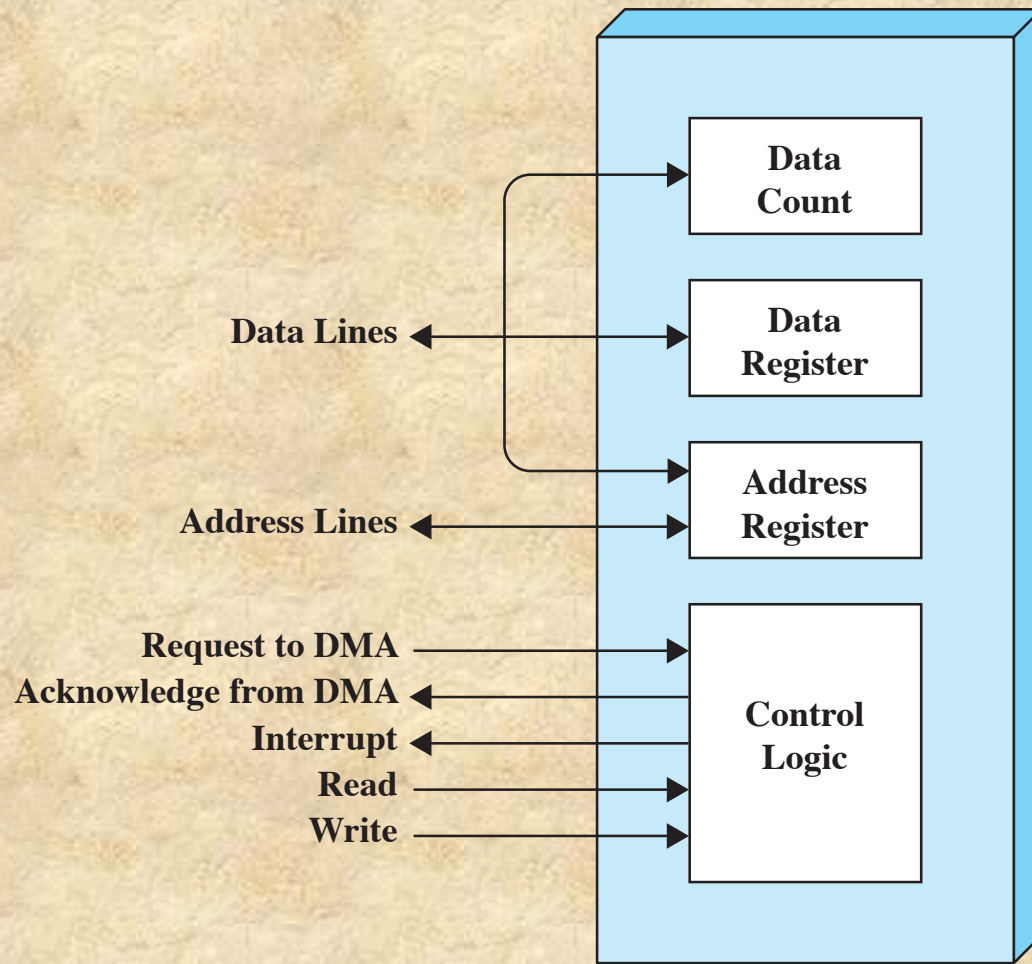 Data
Count
Data Lines
Data
Register
Address Lines
Address
Register
Request to DMA
Acknowledge from DMA
Interrupt
Read
Write
Control
Logic